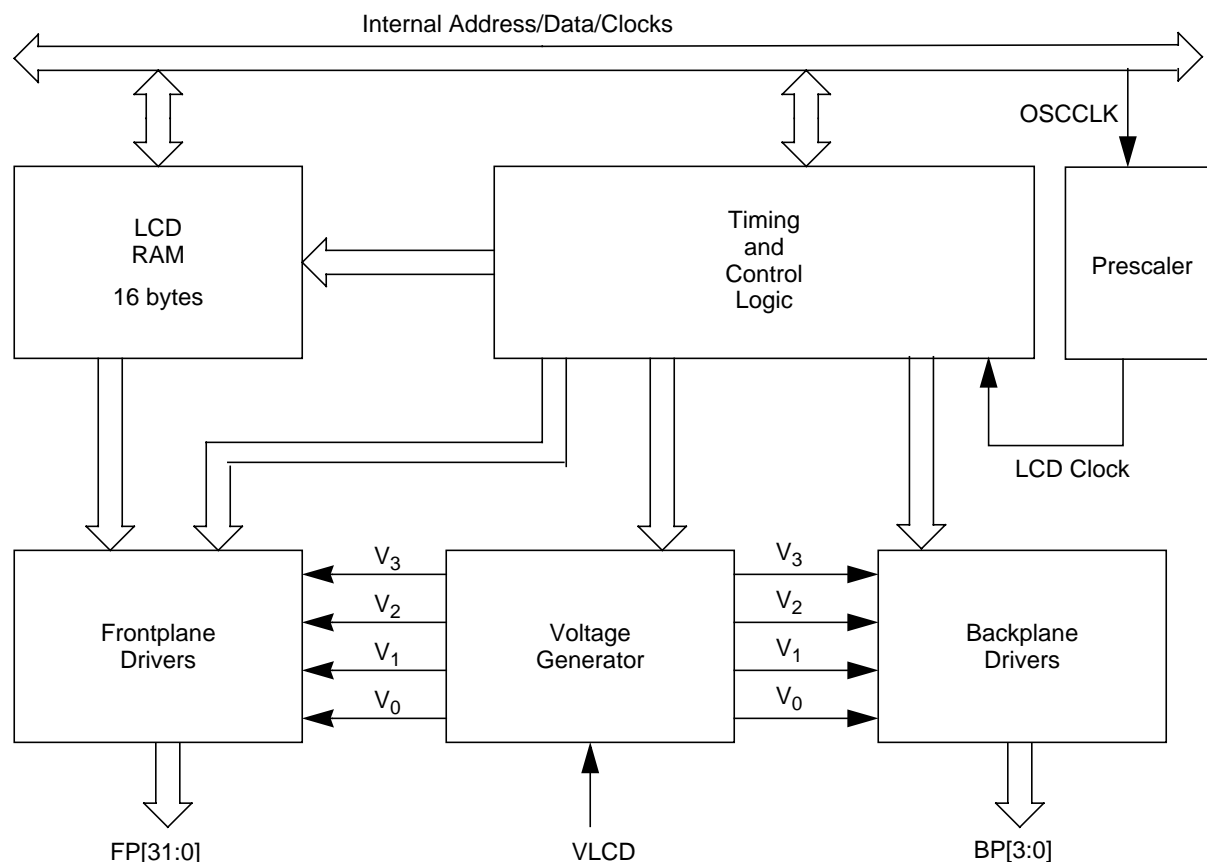 Internal Address/Data/Clocks
OSCCLK
LCD
RAM
16 bytes
Timing
and
Control
Logic
Prescaler
LCD Clock
V3
V2
V1
V0
Frontplane
Drivers
Voltage
Generator
V3
V2
V1
V0
Backplane
Drivers
FP[31:0]
VLCD
BP[3:0]